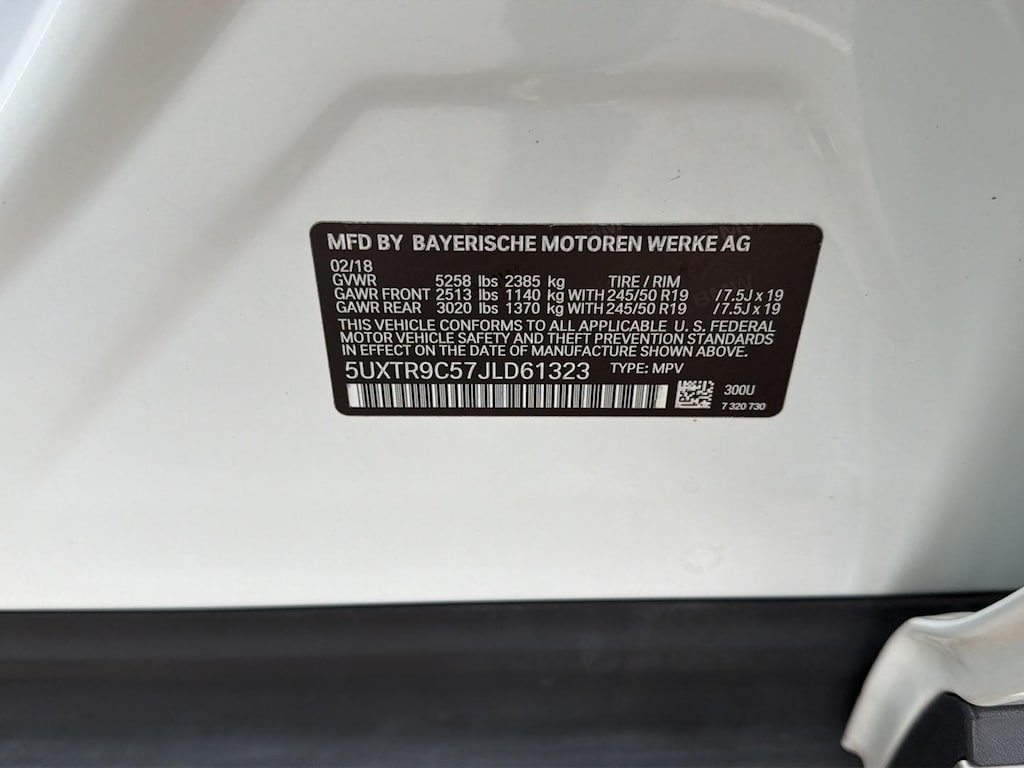 MFD BY BAYERISCHE MOTOREN WERKE AG
02/18
GVWR 5258 lbs 2385 kg TIRE / RIM
GAWR FRONT 2513 lbs 1140 kg WITH 245/50 R19 / 7.5J x 19
GAWR REAR 3020 lbs 1370 kg WITH 245/50 R19 / 7.5J x 19
THIS VEHICLE CONFORMS TO ALL APPLICABLE U. S. FEDERAL
MOTOR VEHICLE SAFETY AND THEFT PREVENTION STANDARDS
IN EFFECT ON THE DATE OF MANUFACTURE SHOWN ABOVE.
5UXTR9C57JLD61323 TYPE: MPV
300U
7 320 730